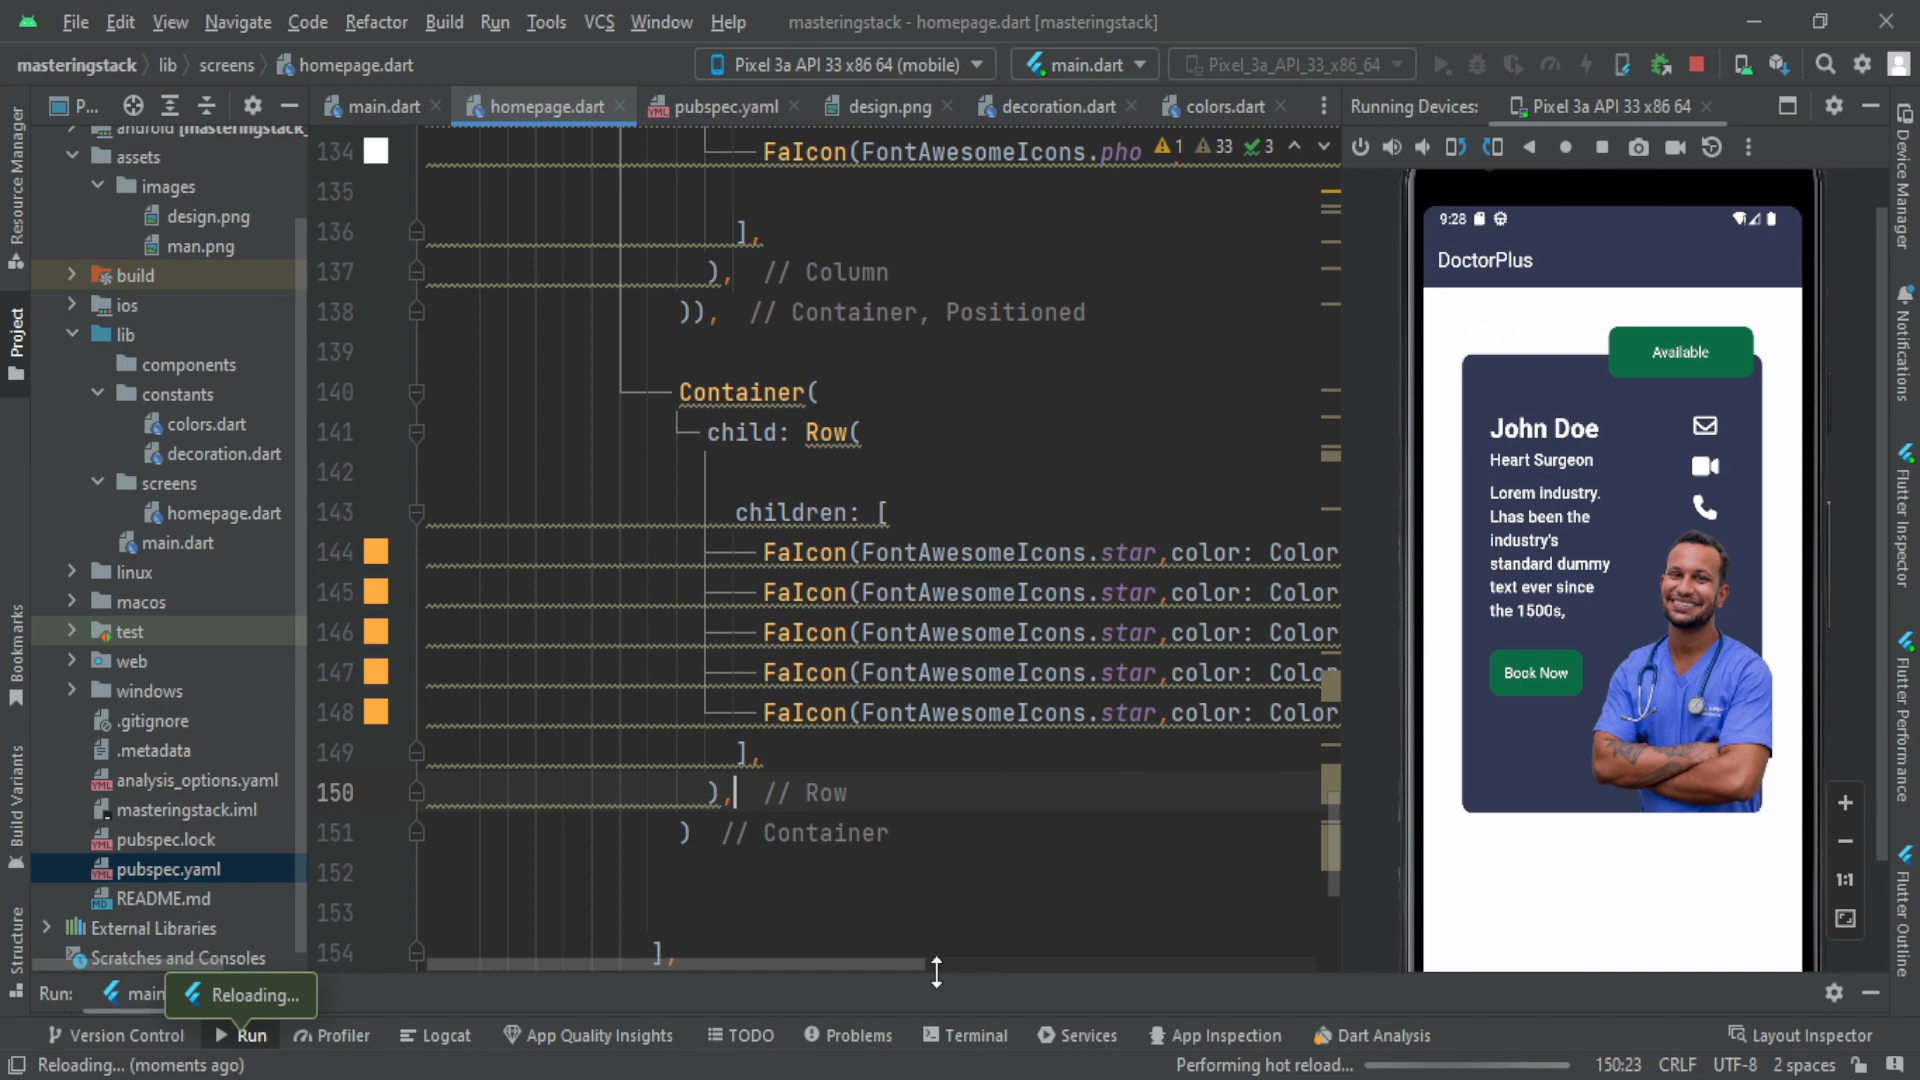 File Edit View Navigate Code Refactor Build Run Tools VCS Window Help masteringstack - homepage.dart [masteringstack]
masteringstack lib screens homepage.dart Pixel 3a API 33 x86 64 (mobile) main.dart Pixel_3a_API_33_x86_64
P... main.dart homepage.dart pubspec.yaml design.png decoration.dart colors.dart Running Devices: Pixel 3a API 33 x86 64
Resource Manager
Project
Bookmarks
Build Variants
Structure
android [masteringstack_
assets
images
design.png
man.png
build
ios
lib
components
constants
colors.dart
decoration.dart
screens
homepage.dart
main.dart
linux
macos
test
web
windows
.gitignore
.metadata
analysis_options.yaml
masteringstack.iml
pubspec.lock
pubspec.yaml
README.md
External Libraries
Scratches and Consoles
134 FaIcon(FontAwesomeIcons.pho 1 33 3
135
136 ],
137 ), // Column
138 )), // Container, Positioned
139
140 Container(
141 child: Row(
142
143 children: [
144 FaIcon(FontAwesomeIcons.star,color: Color
145 FaIcon(FontAwesomeIcons.star,color: Color
146 FaIcon(FontAwesomeIcons.star,color: Color
147 FaIcon(FontAwesomeIcons.star,color: Color
148 FaIcon(FontAwesomeIcons.star,color: Color
149 ],
150 ), // Row
151 ) // Container
152
153
154 ],
9:28
DoctorPlus
Available
John Doe
Heart Surgeon
Lorem industry.
Lhas been the
industry's
standard dummy
text ever since
the 1500s,
Book Now
1:1
Device Manager
Notifications
Flutter Inspector
Flutter Performance
Flutter Outline
Run: main
Reloading...
Version Control Run Profiler Logcat App Quality Insights TODO Problems Terminal Services App Inspection Dart Analysis Layout Inspector
Reloading... (moments ago) Performing hot reload... 150:23 CRLF UTF-8 2 spaces